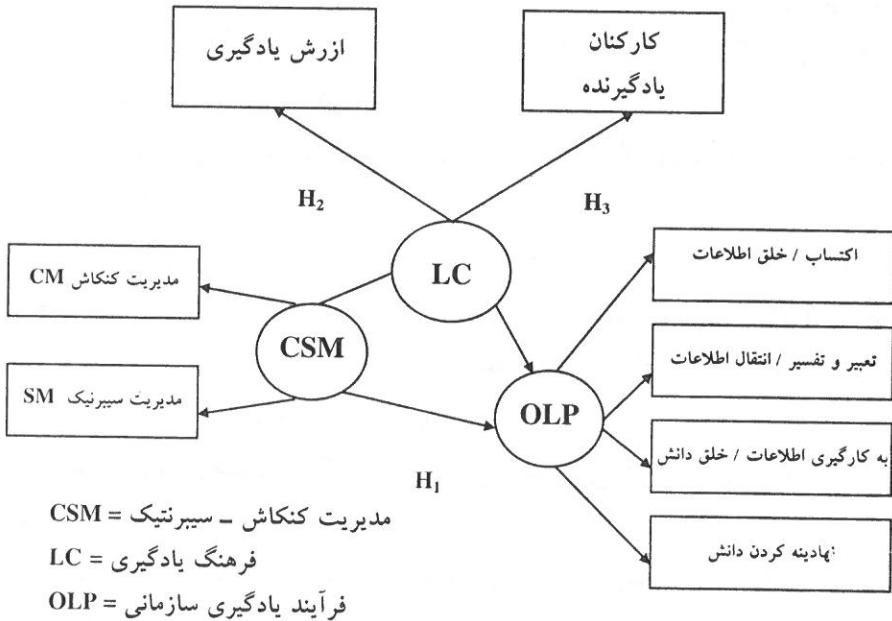 ازرش یادگیری
کارکنان
یادگیرنده
H₂
H₃
LC
اکتساب / خلق اطلاعات
مدیریت کنکاش CM
CSM
تعبیر و تفسیر / انتقال اطلاعات
مدیریت سیبرنیک SM
OLP
به کارگیری اطلاعات / خلق دانش
H₁
نهادینه کردن دانش
مدیریت کنکاش – سیبرنتیک = CSM
فرهنگ یادگیری = LC
فرآیند یادگیری سازمانی = OLP